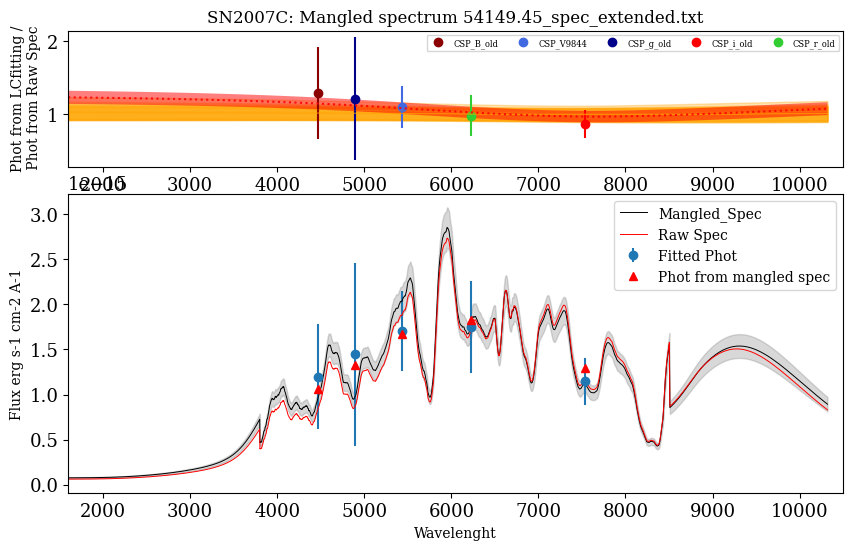 SN2007C: Mangled spectrum 54149.45_spec_extended.txt
Phot from LCfitting /
Phot from Raw Spec
2
1
CSP_B_old
CSP_V9844
CSP_g_old
CSP_i_old
CSP_r_old
2000 3000 4000 5000 6000 7000 8000 9000 10000
1e−15
Flux erg s-1 cm-2 A-1
3.0
2.5
2.0
1.5
1.0
0.5
0.0
Mangled_Spec
Raw Spec
Fitted Phot
Phot from mangled spec
2000 3000 4000 5000 6000 7000 8000 9000 10000
Wavelenght